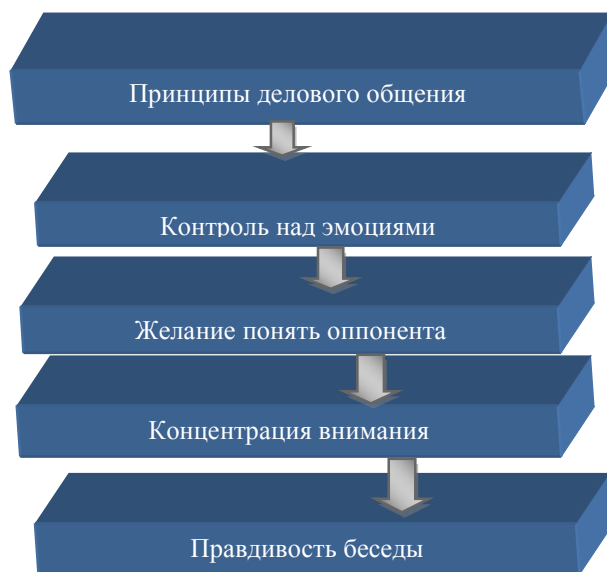 Принципы делового общения
Контроль над эмоциями
Желание понять оппонента
Концентрация внимания
Правдивость беседы